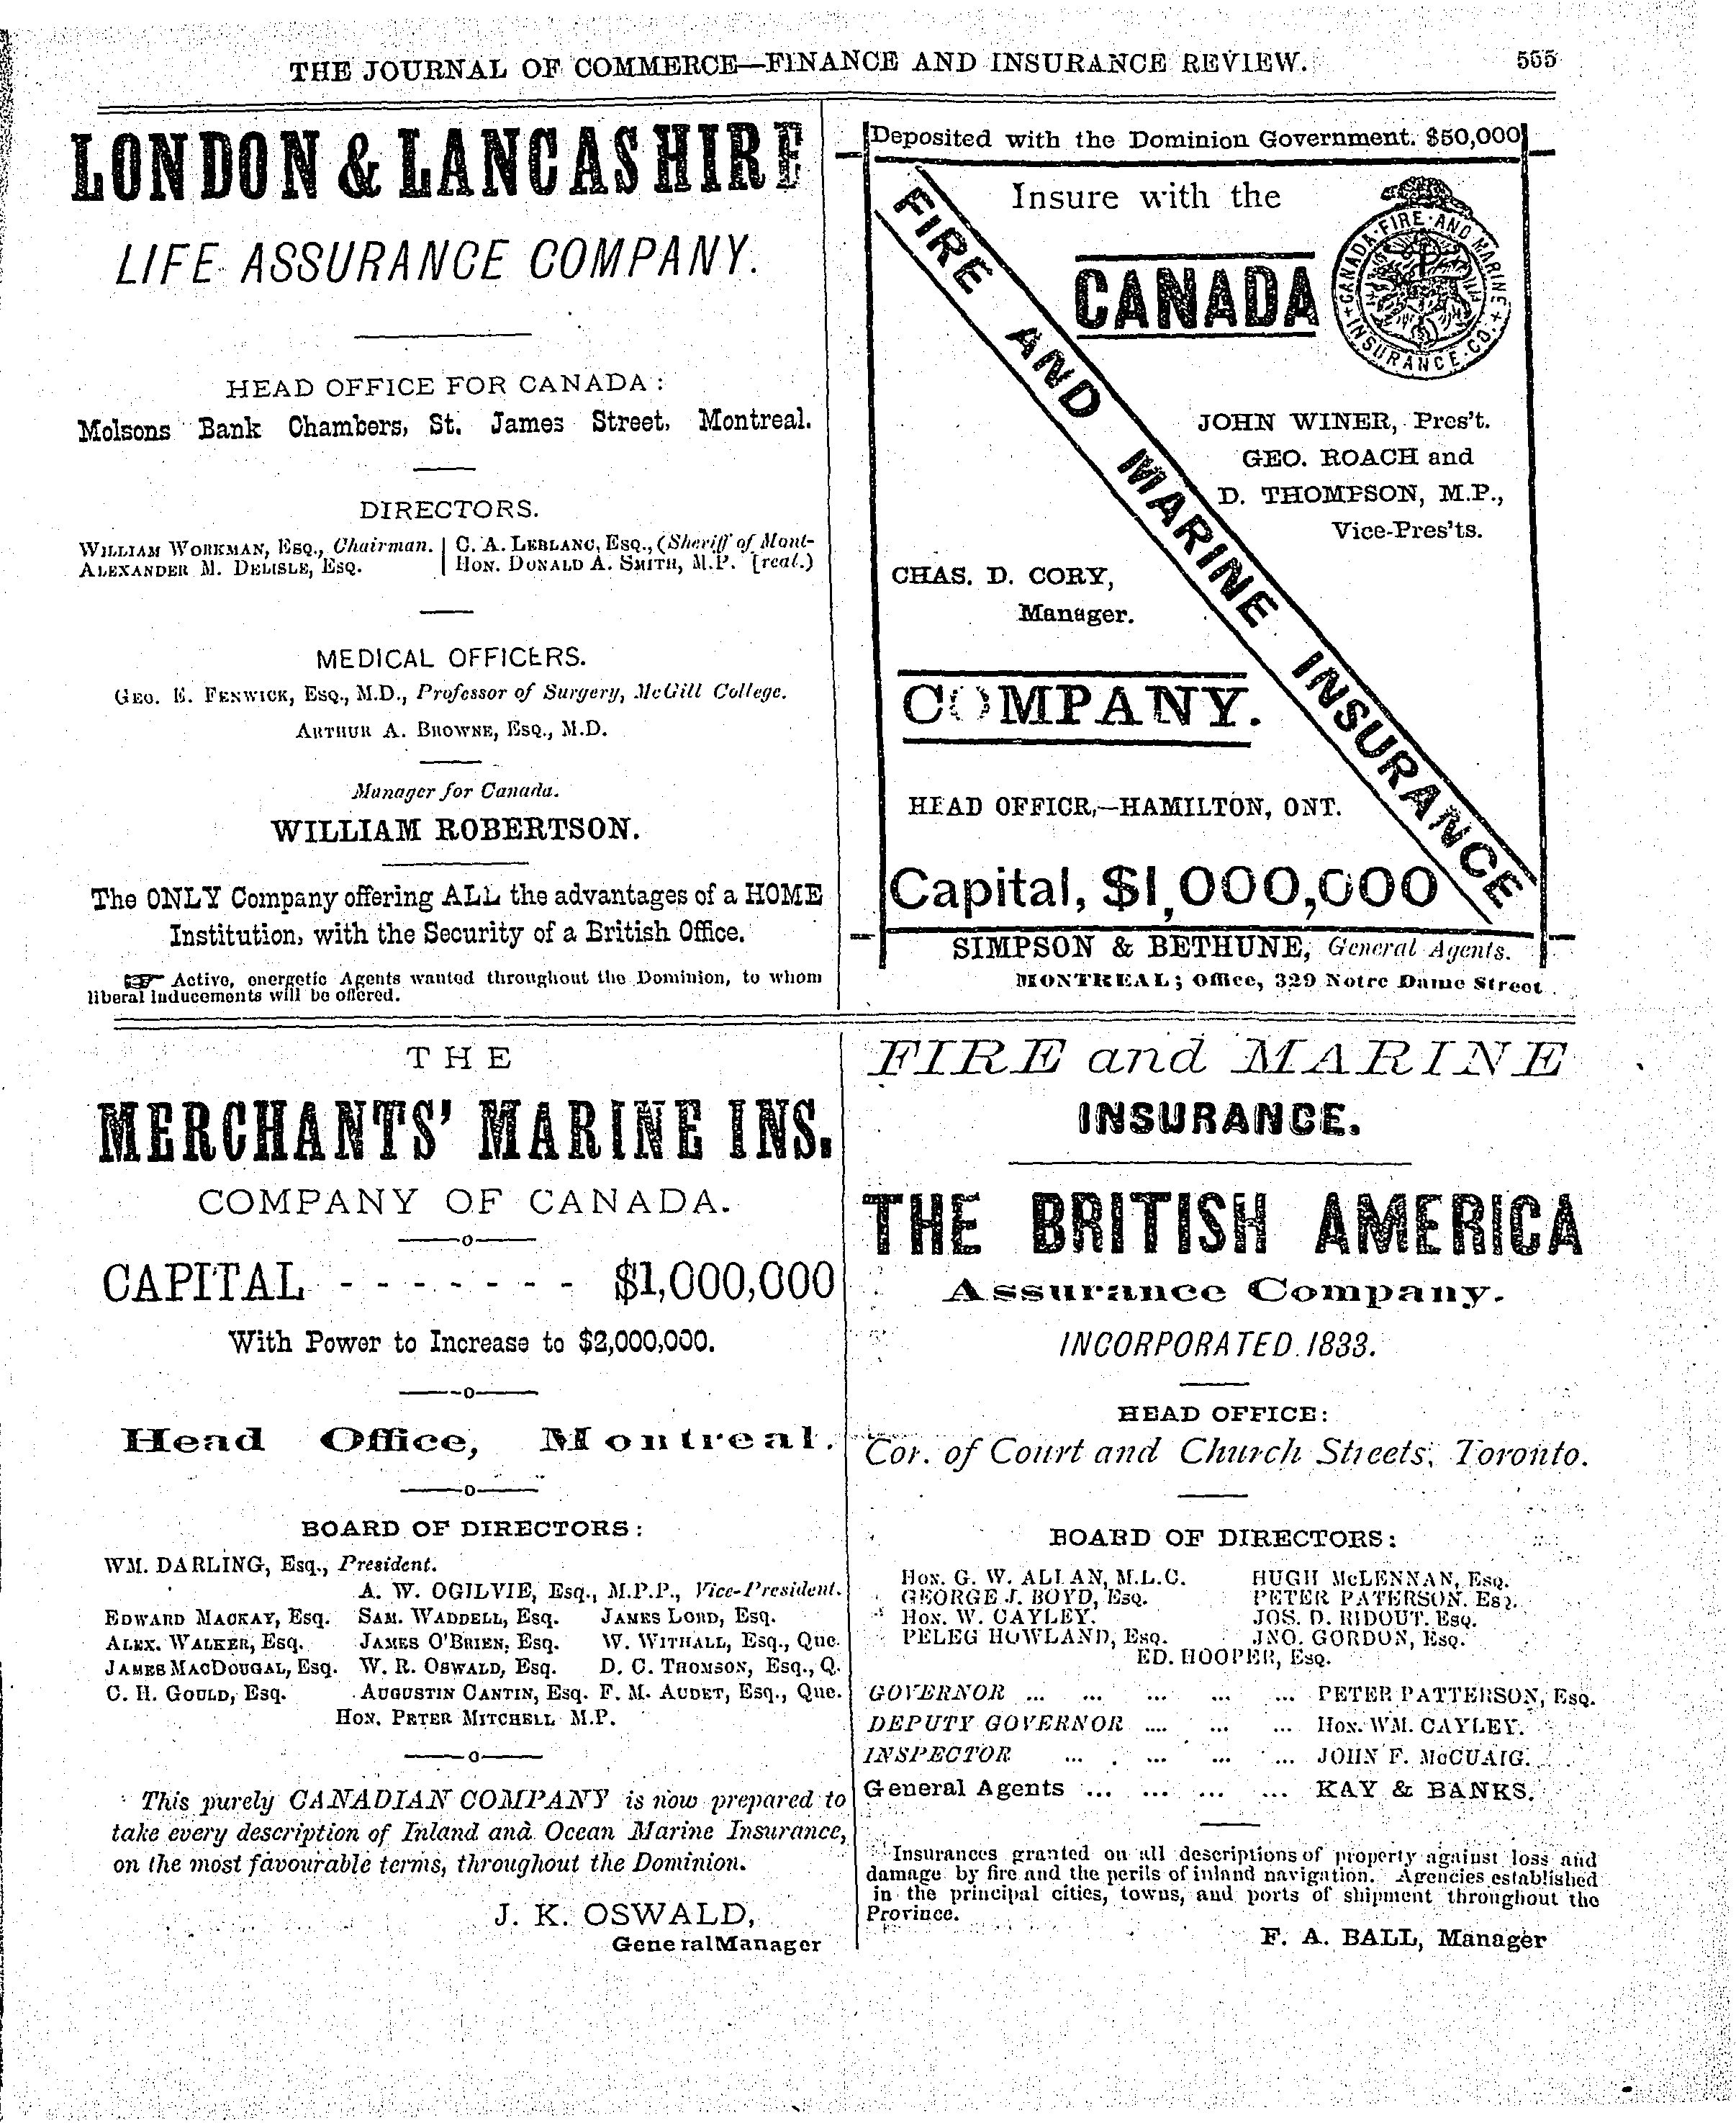 THE JOURNAL OF COMMERCE—FINANCE AND INSURANCE REVIEW. 555
LONDON & LANCASHIRE
LIFE ASSURANCE COMPANY.
HEAD OFFICE FOR CANADA:
Molsons Bank Chambers, St. James Street, Montreal.
DIRECTORS.
WILLIAM WORKMAN, ESQ., Chairman. | C. A. LEBLANC, ESQ., (Sheriff of Mont-
ALEXANDER M. DELISLE, ESQ. | HON. DONALD A. SMITH, M.P. [real.)
MEDICAL OFFICERS.
GEO. E. FENWICK, ESQ., M.D., Professor of Surgery, McGill College.
ARTHUR A. BROWNE, ESQ., M.D.
Manager for Canada.
WILLIAM ROBERTSON.
The ONLY Company offering ALL the advantages of a HOME
Institution, with the Security of a British Office.
☞ Active, energetic Agents wanted throughout the Dominion, to whom
liberal inducements will be offered.
Deposited with the Dominion Government. $50,000
Insure with the
CANADA
CANADA FIRE AND MARINE
INSURANCE CO.
FIRE AND MARINE INSURANCE
JOHN WINER, Pres't.
GEO. ROACH and
D. THOMPSON, M.P.,
Vice-Pres'ts.
CHAS. D. CORY,
Manager.
COMPANY.
HEAD OFFICR,—HAMILTON, ONT.
Capital, $1,000,000
SIMPSON & BETHUNE, General Agents.
MONTREAL; Office, 329 Notre Dame Street
THE
MERCHANTS' MARINE INS.
COMPANY OF CANADA.
CAPITAL - - - - - - - $1,000,000
With Power to Increase to $2,000,000.
Head Office, Montreal.
BOARD OF DIRECTORS:
WM. DARLING, Esq., President.
A. W. OGILVIE, Esq., M.P.P., Vice-President.
EDWARD MACKAY, Esq. SAM. WADDELL, Esq. JAMES LORD, Esq.
ALEX. WALKER, Esq. JAMES O'BRIEN, Esq. W. WITHALL, Esq., Que.
JAMES MACDOUGAL, Esq. W. R. OSWALD, Esq. D. C. THOMSON, Esq., Q.
C. H. GOULD, Esq. AUGUSTIN CANTIN, Esq. F. M. AUDET, Esq., Que.
HON. PETER MITCHELL M.P.
This purely CANADIAN COMPANY is now prepared to
take every description of Inland and Ocean Marine Insurance,
on the most favourable terms, throughout the Dominion.
J. K. OSWALD,
General Manager
FIRE and MARINE
INSURANCE.
THE BRITISH AMERICA
Assurance Company.
INCORPORATED 1833.
HEAD OFFICE:
Cor. of Court and Church Streets, Toronto.
BOARD OF DIRECTORS:
HON. G. W. ALLAN, M.L.C. HUGH McLENNAN, Esq.
GEORGE J. BOYD, Esq. PETER PATERSON. Esq.
HON. W. CAYLEY. JOS. D. RIDOUT. Esq.
PELEG HOWLAND, Esq. JNO. GORDON, Esq.
ED. HOOPER, Esq.
GOVERNOR ... ... ... ... ... PETER PATTERSON, Esq.
DEPUTY GOVERNOR .... ... ... HON. WM. CAYLEY.
INSPECTOR ... . ... ... ... JOHN F. McCUAIG.
General Agents ... ... ... ... KAY & BANKS.
Insurances granted on all descriptions of property against loss and
damage by fire and the perils of inland navigation. Agencies established
in the principal cities, towns, and ports of shipment throughout the
Province.
F. A. BALL, Manager